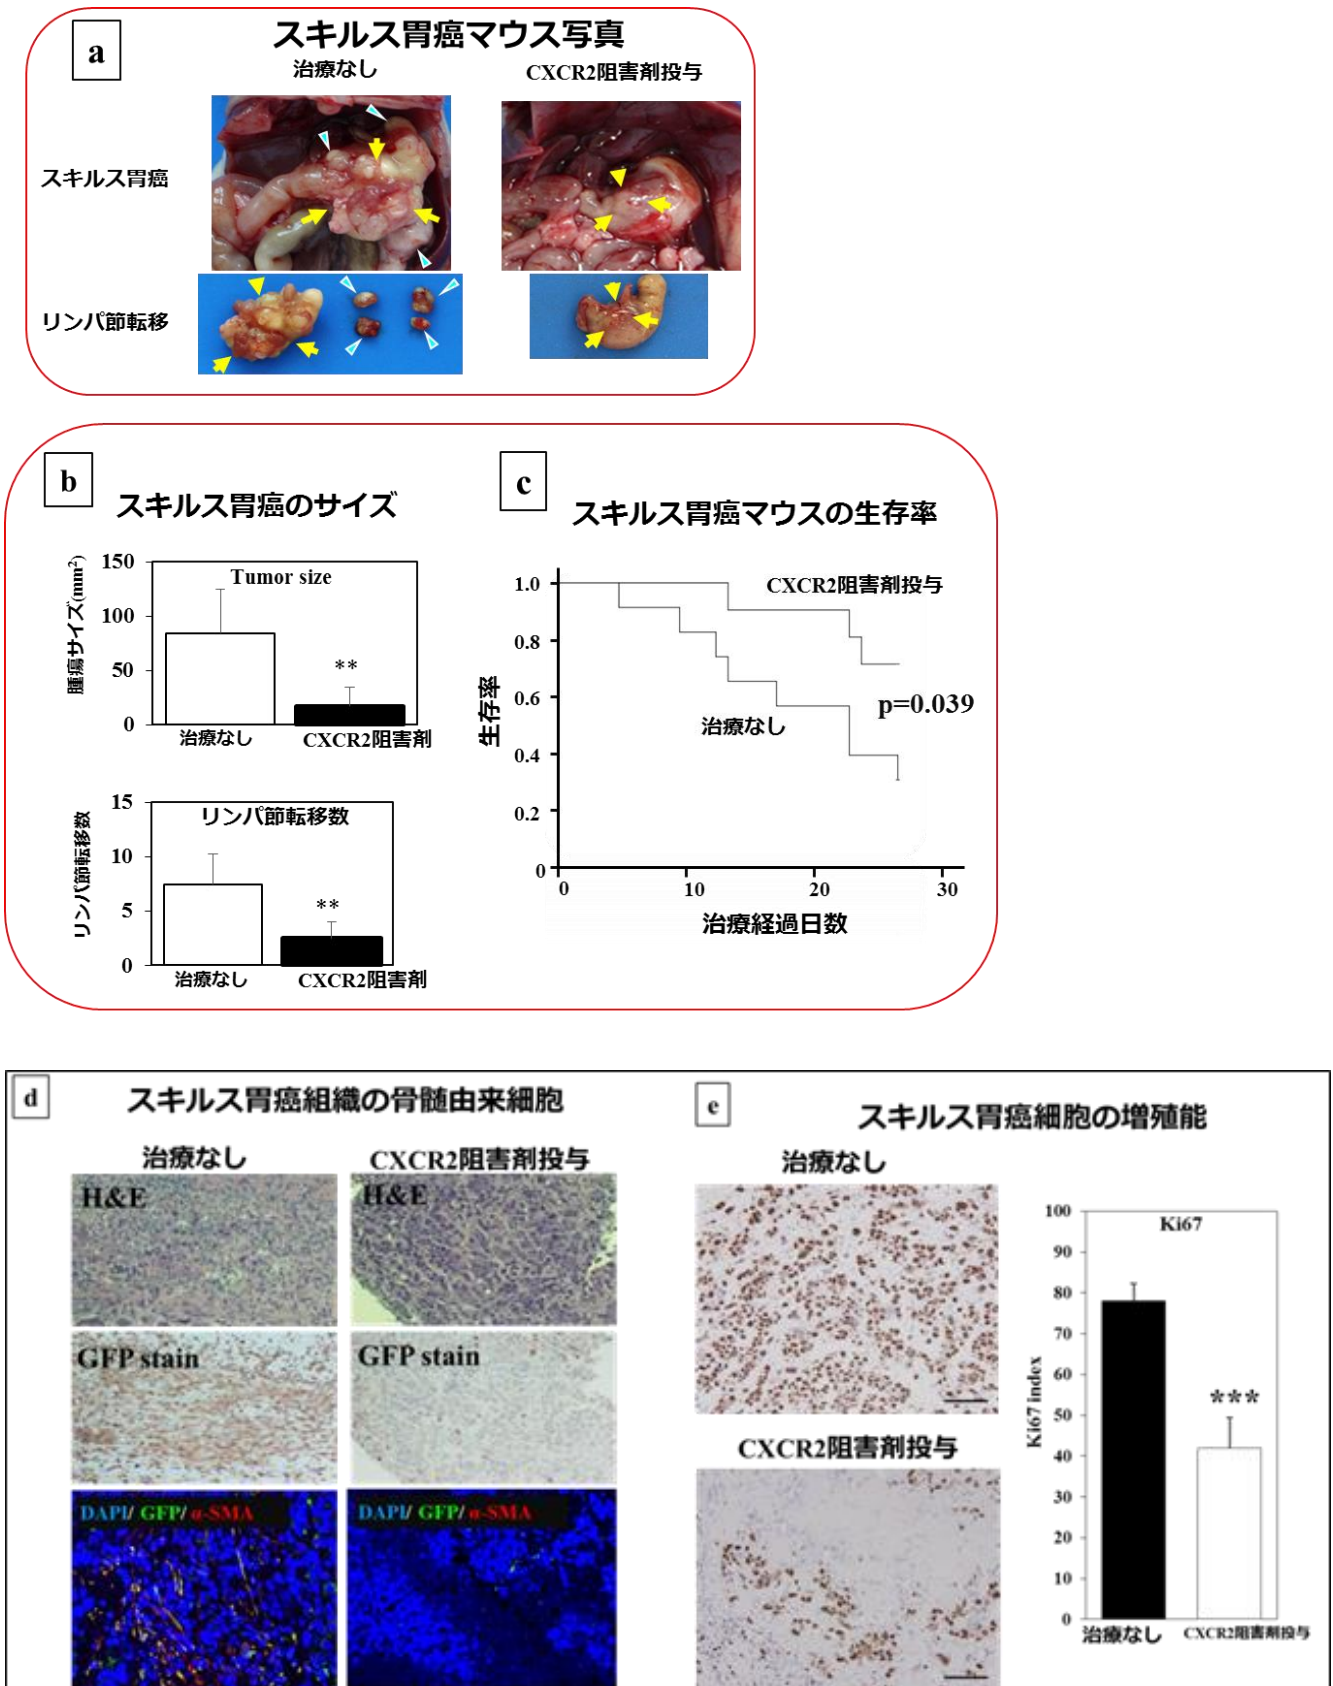 a
スキルス胃癌マウス写真
治療なし
CXCR2阻害剤投与
スキルス胃癌
リンパ節転移
b
スキルス胃癌のサイズ
腫瘍サイズ(mm²)
150
100
50
0
Tumor size
**
治療なし
CXCR2阻害剤
リンパ節転移数
15
10
5
0
リンパ節転移数
**
治療なし
CXCR2阻害剤
c
スキルス胃癌マウスの生存率
生存率
1.0
0.8
0.6
0.4
0.2
0
CXCR2阻害剤投与
p=0.039
治療なし
0
10
20
30
治療経過日数
d
スキルス胃癌組織の骨髄由来細胞
治療なし
CXCR2阻害剤投与
H&E
H&E
GFP stain
GFP stain
DAPI/ GFP/ α-SMA
DAPI/ GFP/ α-SMA
e
スキルス胃癌細胞の増殖能
治療なし
CXCR2阻害剤投与
Ki67 index
100
90
80
70
60
50
40
30
20
10
0
Ki67
***
治療なし
CXCR2阻害剤投与